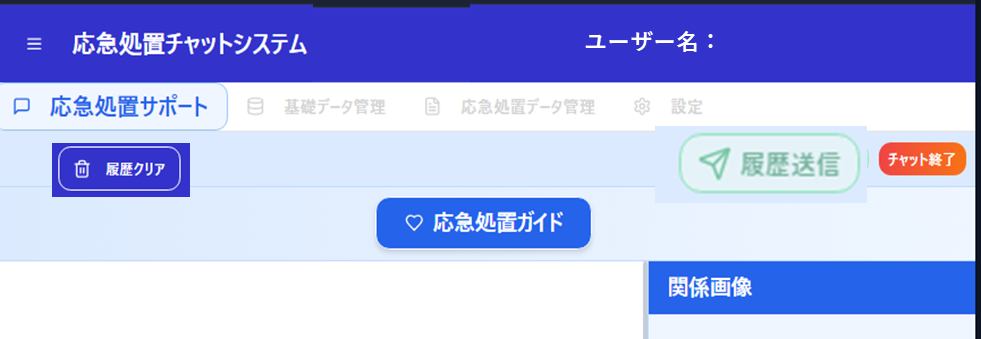 応急処置チャットシステム
ユーザー名：
応急処置サポート
基礎データ管理
応急処置データ管理
設定
履歴クリア
履歴送信
チャット終了
応急処置ガイド
関係画像